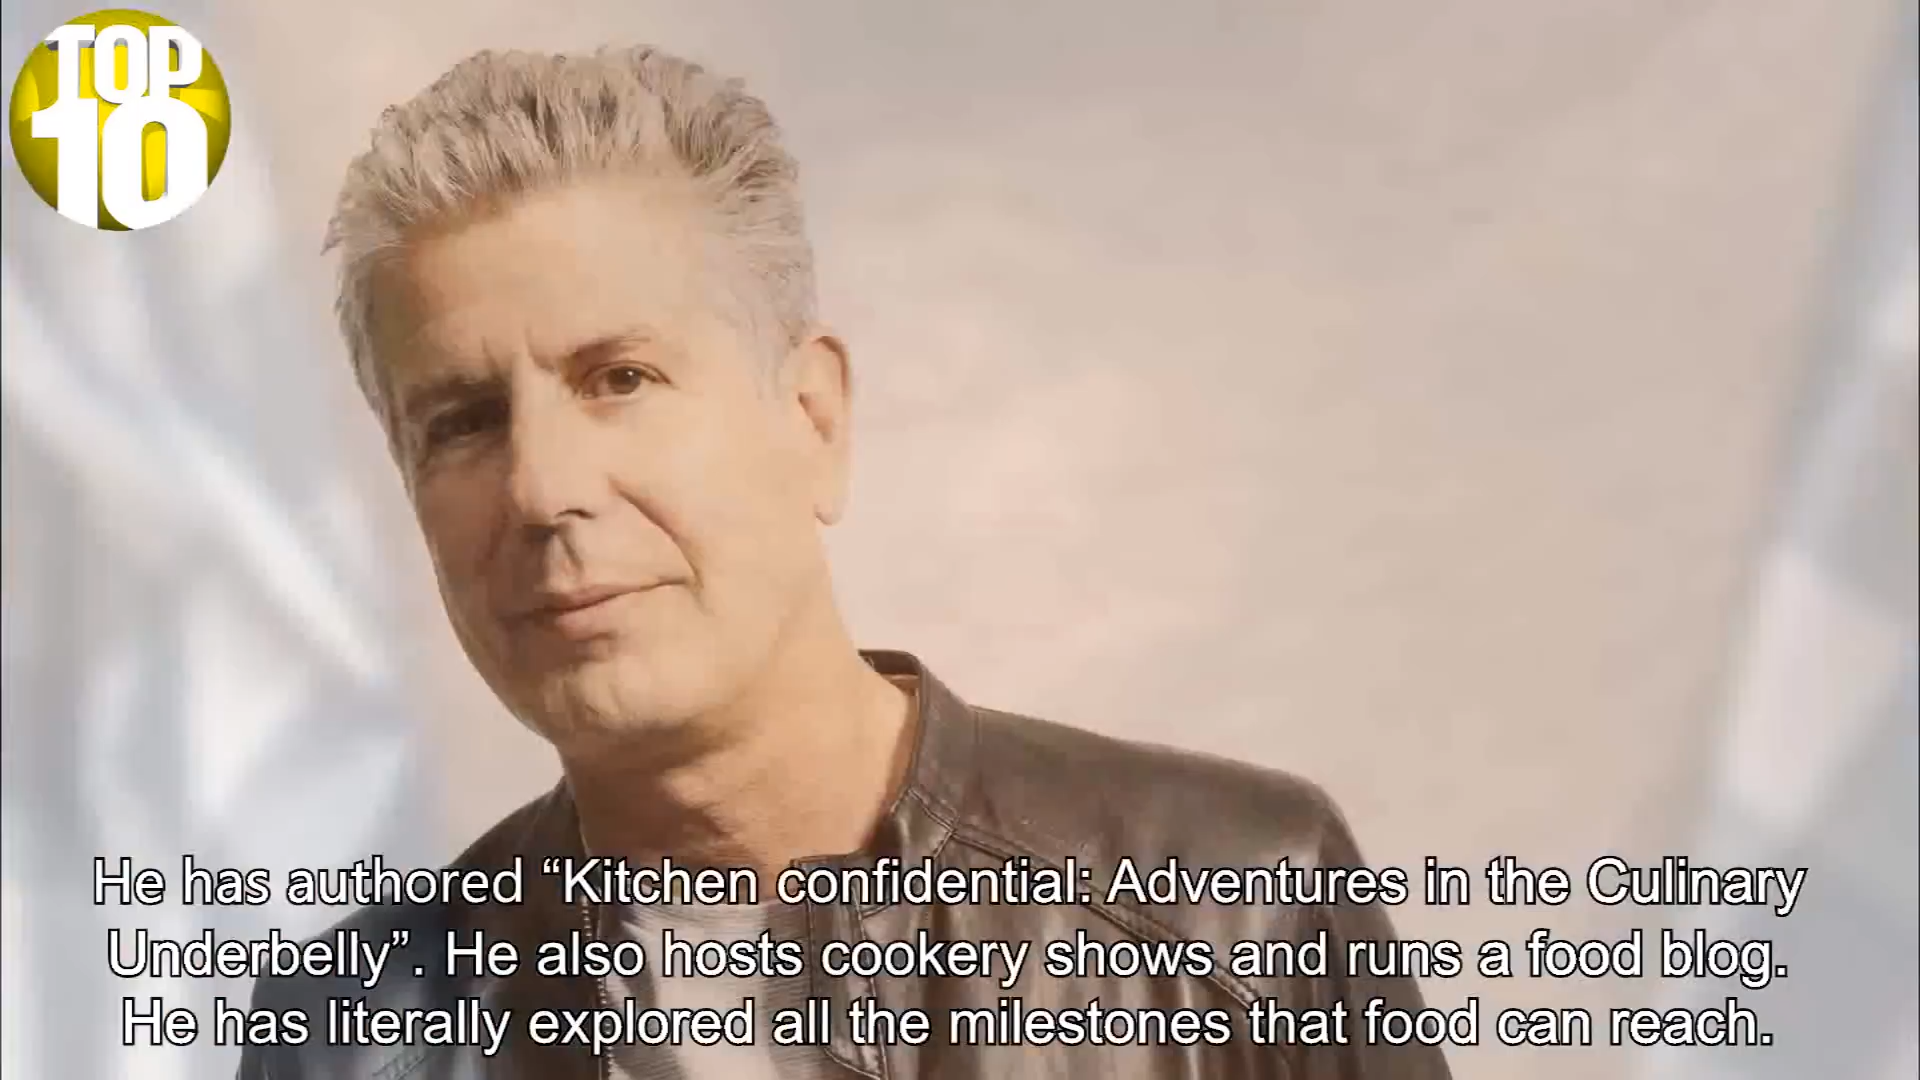 TOP
10
He has authored “Kitchen confidential: Adventures in the Culinary
Underbelly”. He also hosts cookery shows and runs a food blog.
He has literally explored all the milestones that food can reach.